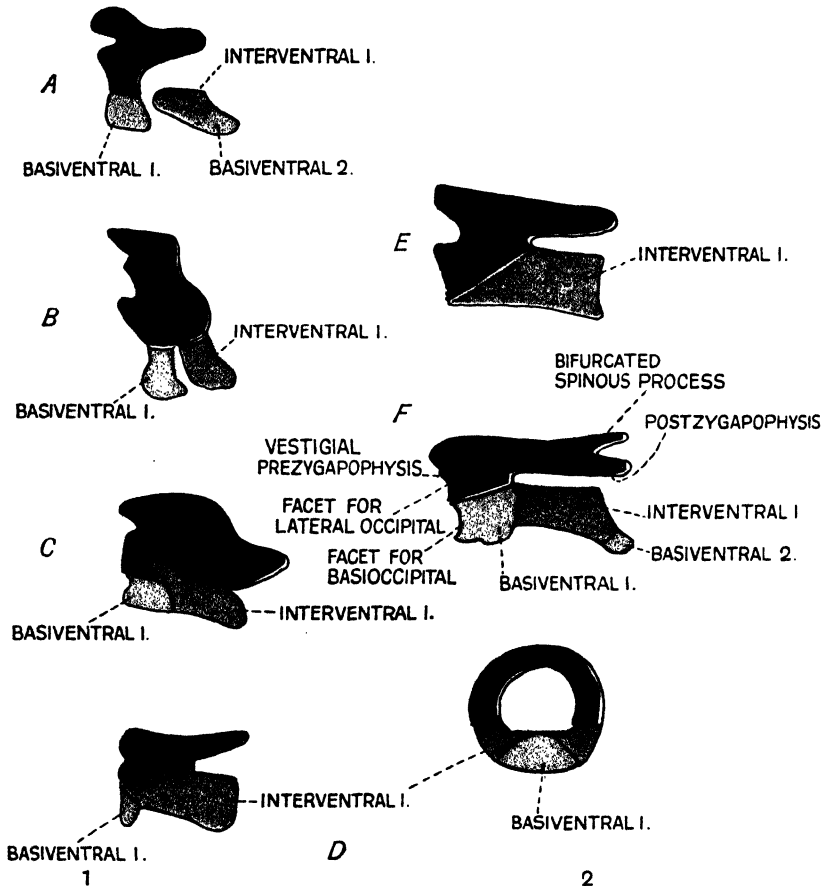 A
INTERVENTRAL I.
BASIVENTRAL I.
BASIVENTRAL 2.
B
INTERVENTRAL I.
BASIVENTRAL I.
C
BASIVENTRAL I.
INTERVENTRAL I.
INTERVENTRAL I.
BASIVENTRAL I.
1
D
E
INTERVENTRAL I.
F
BIFURCATED
SPINOUS PROCESS
POSTZYGAPOPHYSIS
VESTIGIAL
PREZYGAPOPHYSIS
FACET FOR
LATERAL OCCIPITAL
FACET FOR
BASIOCCIPITAL
INTERVENTRAL I
BASIVENTRAL 2.
BASIVENTRAL I.
BASIVENTRAL I.
2